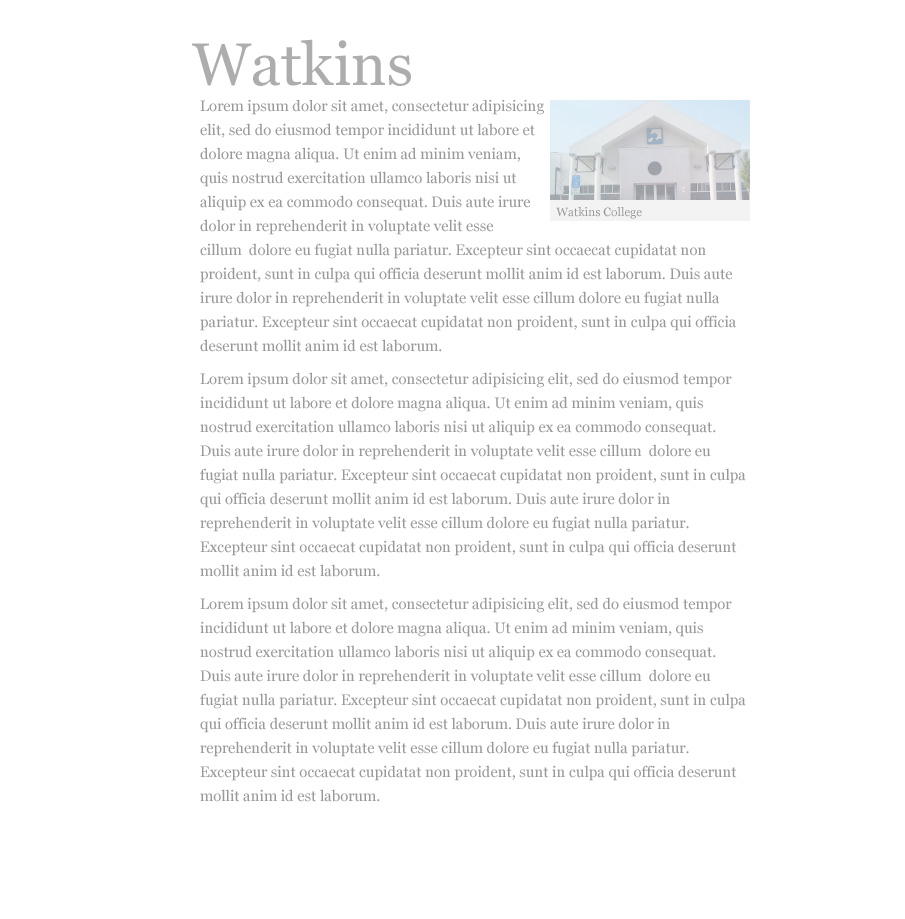 Watkins
Lorem ipsum dolor sit amet, consectetur adipisicing
elit, sed do eiusmod tempor incididunt ut labore et
dolore magna aliqua. Ut enim ad minim veniam,
quis nostrud exercitation ullamco laboris nisi ut
aliquip ex ea commodo consequat. Duis aute irure
dolor in reprehenderit in voluptate velit esse
Watkins College
cillum  dolore eu fugiat nulla pariatur. Excepteur sint occaecat cupidatat non
proident, sunt in culpa qui officia deserunt mollit anim id est laborum. Duis aute
irure dolor in reprehenderit in voluptate velit esse cillum dolore eu fugiat nulla
pariatur. Excepteur sint occaecat cupidatat non proident, sunt in culpa qui officia
deserunt mollit anim id est laborum.
Lorem ipsum dolor sit amet, consectetur adipisicing elit, sed do eiusmod tempor
incididunt ut labore et dolore magna aliqua. Ut enim ad minim veniam, quis
nostrud exercitation ullamco laboris nisi ut aliquip ex ea commodo consequat.
Duis aute irure dolor in reprehenderit in voluptate velit esse cillum  dolore eu
fugiat nulla pariatur. Excepteur sint occaecat cupidatat non proident, sunt in culpa
qui officia deserunt mollit anim id est laborum. Duis aute irure dolor in
reprehenderit in voluptate velit esse cillum dolore eu fugiat nulla pariatur.
Excepteur sint occaecat cupidatat non proident, sunt in culpa qui officia deserunt
mollit anim id est laborum.
Lorem ipsum dolor sit amet, consectetur adipisicing elit, sed do eiusmod tempor
incididunt ut labore et dolore magna aliqua. Ut enim ad minim veniam, quis
nostrud exercitation ullamco laboris nisi ut aliquip ex ea commodo consequat.
Duis aute irure dolor in reprehenderit in voluptate velit esse cillum  dolore eu
fugiat nulla pariatur. Excepteur sint occaecat cupidatat non proident, sunt in culpa
qui officia deserunt mollit anim id est laborum. Duis aute irure dolor in
reprehenderit in voluptate velit esse cillum dolore eu fugiat nulla pariatur.
Excepteur sint occaecat cupidatat non proident, sunt in culpa qui officia deserunt
mollit anim id est laborum.